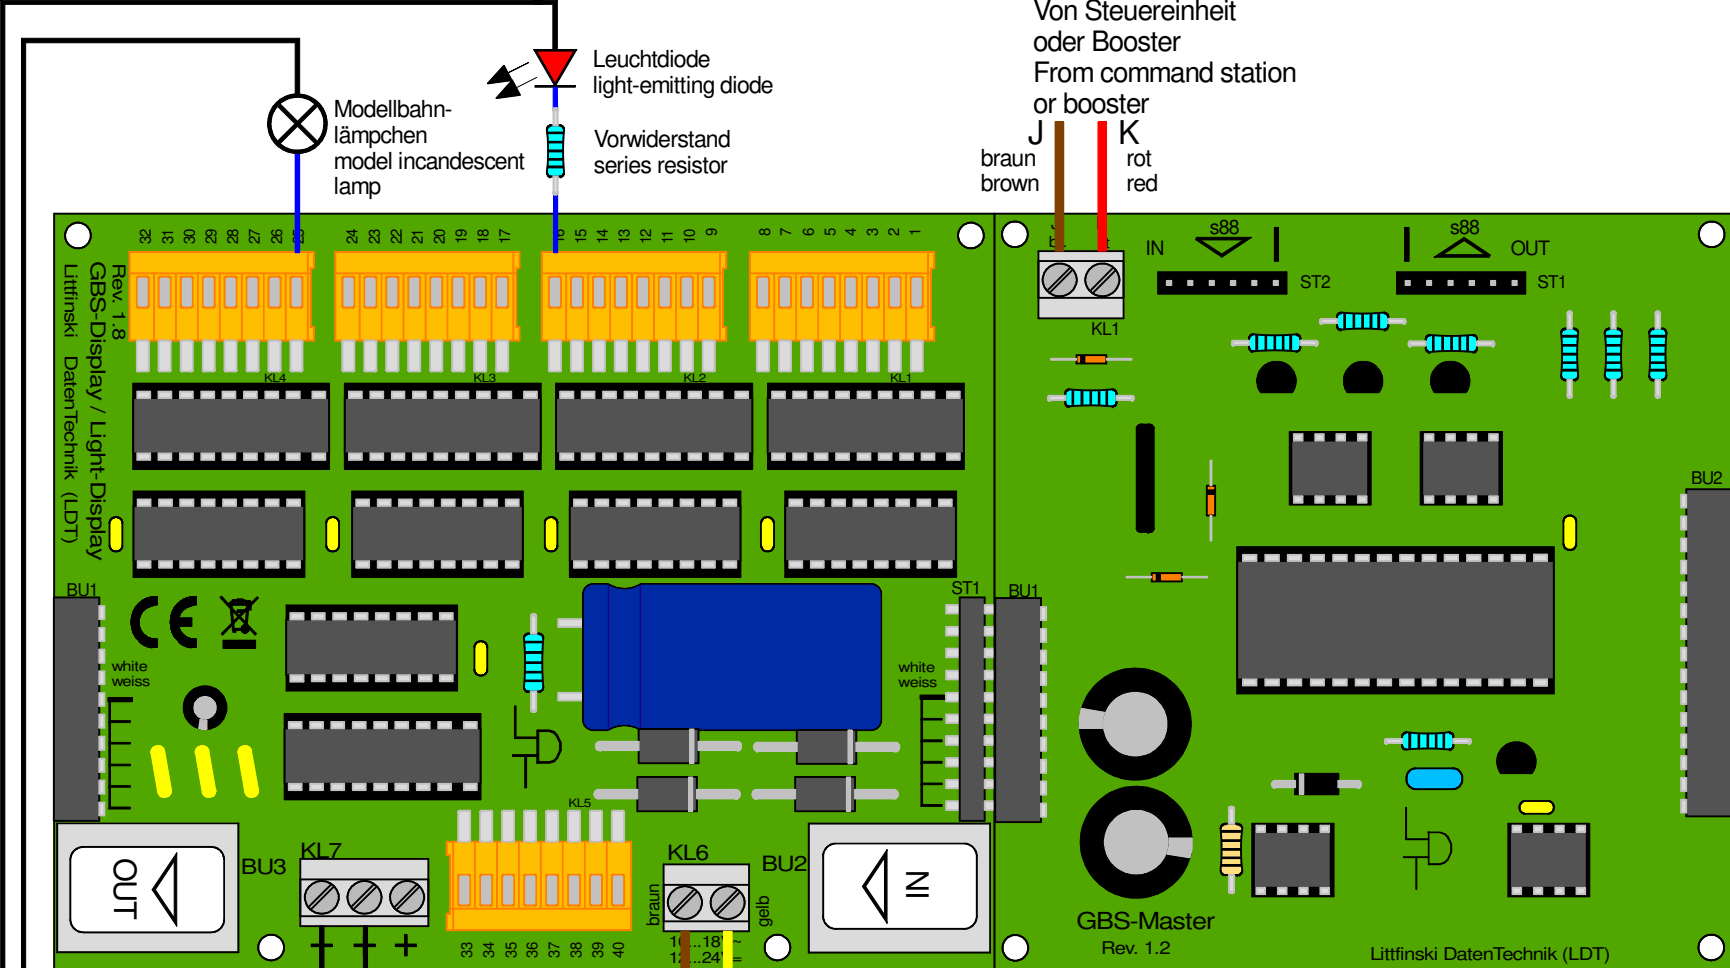 Von Steuereinheit
oder Booster
From command station
or booster
J K
braun rot
brown red
Leuchtdiode
light-emitting diode
Vorwiderstand
series resistor
Modellbahn-
lämpchen
model incandescent
lamp
32 31 30 29 28 27 26 25
24 23 22 21 20 19 18 17
16 15 14 13 12 11 10 9
8 7 6 5 4 3 2 1
KL4 KL3 KL2 KL1
Rev. 1.8
GBS-Display / Light-Display
Littfinski DatenTechnik (LDT)
BU1
CE
white
weiss
ST1
white
weiss
KL5
BU3
OUT
KL7
+
33 34 35 36 37 38 39 40
KL6
braun
gelb
BU2
IN
IN s88 ST2
s88 OUT ST1
KL1
BU1
BU2
GBS-Master
Rev. 1.2
Littfinski DatenTechnik (LDT)